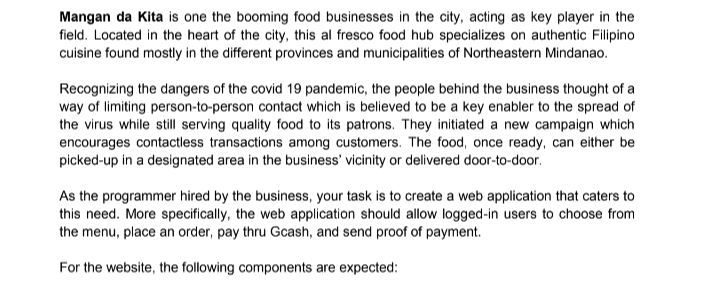 Mangan da Kita is one the booming food businesses in the city, acting as key player in the
field. Located in the heart of the city, this al fresco food hub specializes on authentic Filipino
cuisine found mostly in the different provinces and municipalities of Northeastern Mindanao.
Recognizing the dangers of the covid 19 pandemic, the people behind the business thought of a
way of limiting person-to-person contact which is believed to be a key enabler to the spread of
the virus while still serving quality food to its patrons. They initiated a new campaign which
encourages contactless transactions among customers. The food, once ready, can either be
picked-up in a designated area in the business' vicinity or delivered door-to-door.
As the programmer hired by the business, your task is to create a web application that caters to
this need. More specifically, the web application should allow logged-in users to choose from
the menu, place an order, pay thru Gcash, and send proof of payment.
For the website, the following components are expected: